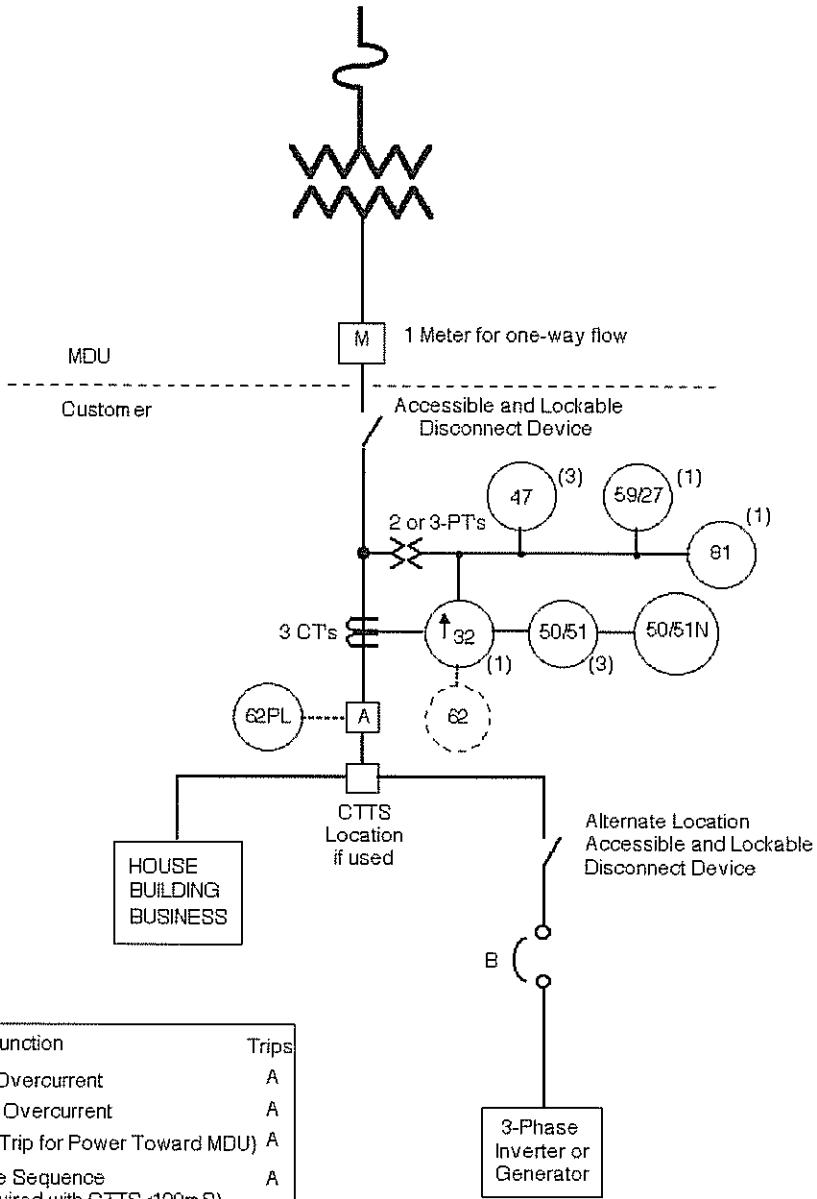 M
1 Meter for one-way flow
MDU
Customer
Accessible and Lockable
Disconnect Device
47
(3)
59/27
(1)
81
(1)
2 or 3-PT's
3 CT's
32
(1)
50/51
(3)
50/51N
62PL
A
62
CTTS
Location
if used
HOUSE
BUILDING
BUSINESS
Alternate Location
Accessible and Lockable
Disconnect Device
B
3-Phase
Inverter or
Generator
Trips
Overcurrent A
Overcurrent A
Trip for Power Toward MDU) A
Sequence A
with CTTS